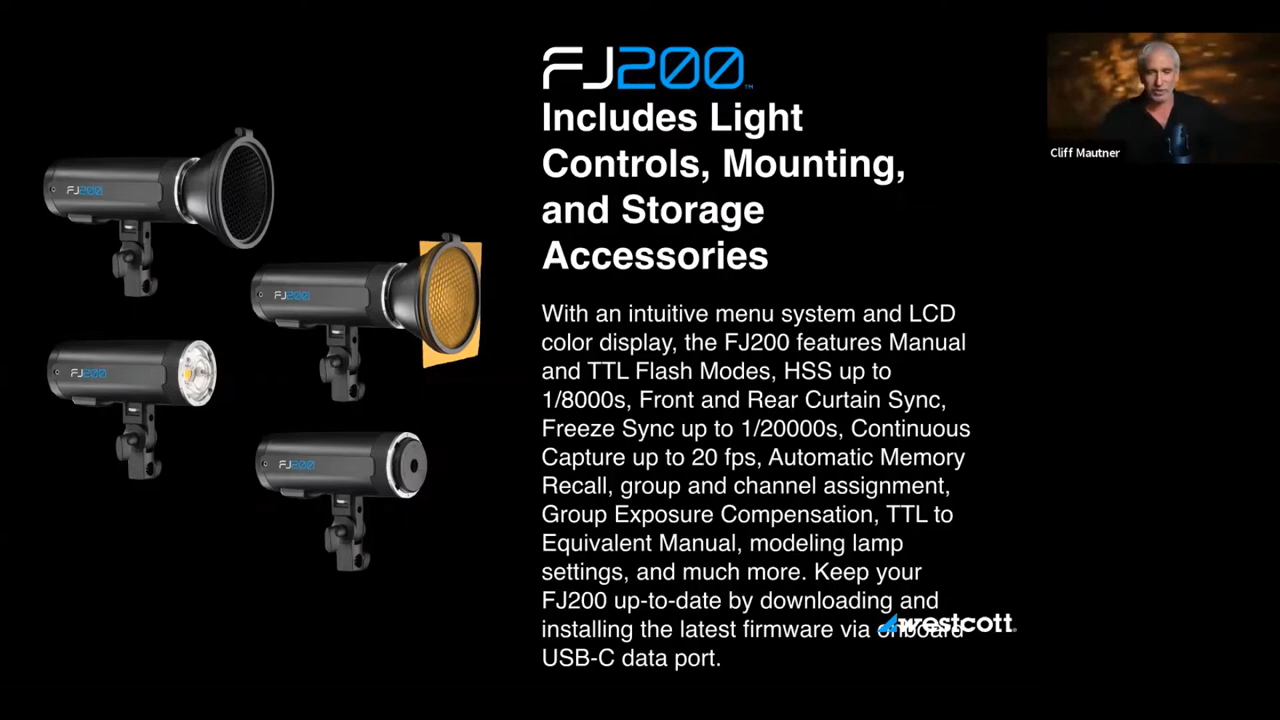 FJ200™
Includes Light
Controls, Mounting,
and Storage
Accessories
With an intuitive menu system and LCD
color display, the FJ200 features Manual
and TTL Flash Modes, HSS up to
1/8000s, Front and Rear Curtain Sync,
Freeze Sync up to 1/20000s, Continuous
Capture up to 20 fps, Automatic Memory
Recall, group and channel assignment,
Group Exposure Compensation, TTL to
Equivalent Manual, modeling lamp
settings, and much more. Keep your
FJ200 up-to-date by downloading and
installing the latest firmware via onboard
USB-C data port.
westcott®
Cliff Mautner
FJ200
FJ200
FJ200
FJ200